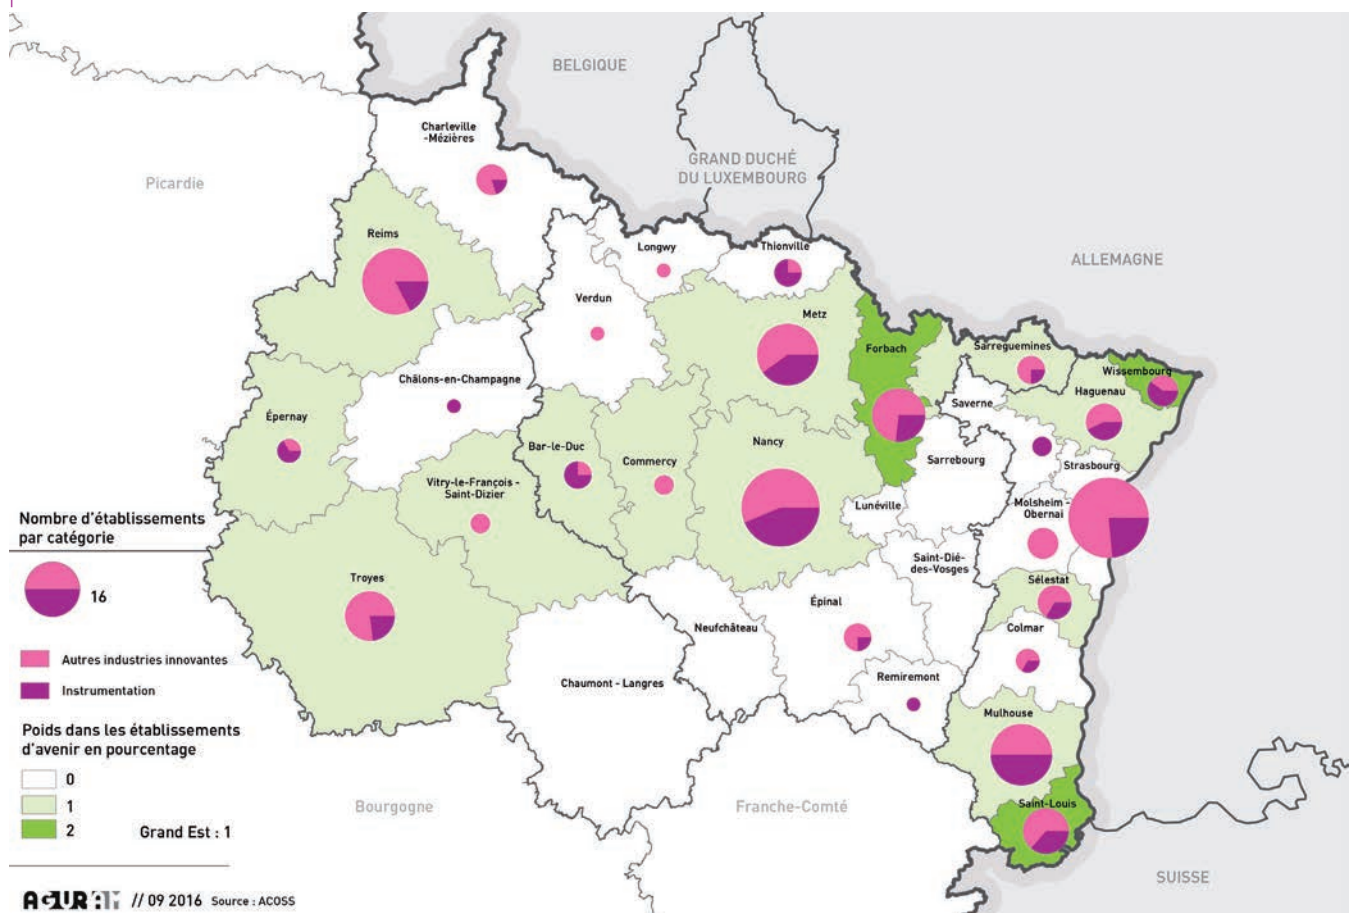 BELGIQUE
Charleville
-Mézières
GRAND DUCHÉ
DU LUXEMBOURG
Picardie
Reims
Longwy
Thionville
ALLEMAGNE
Verdun
Metz
Forbach
Sarreguemines
Wissembourg
Haguenau
Châlons-en-Champagne
Saverne
Épernay
Bar-le-Duc
Commercy
Nancy
Sarrebourg
Strasbourg
Vitry-le-François -
Saint-Dizier
Lunéville
Molsheim -
Obernai
Nombre d'établissements
par catégorie
16
Saint-Dié-
des-Vosges
Troyes
Sélestat
Épinal
Neufchâteau
Colmar
Autres industries innovantes
Instrumentation
Chaumont - Langres
Remiremont
Mulhouse
Poids dans les établissements
d'avenir en pourcentage
0
1
2
Grand Est : 1
Bourgogne
Franche-Comté
Saint-Louis
SUISSE
AGURAM // 09 2016 Source : ACOSS